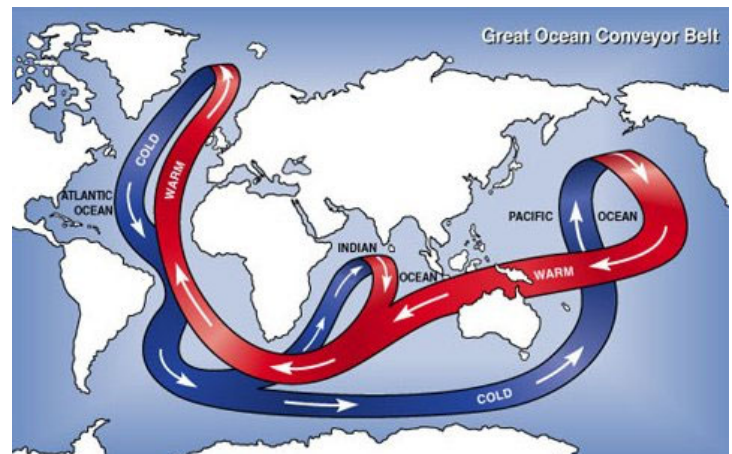 Great Ocean Conveyor Belt
COLD
WARM
ATLANTIC
OCEAN
INDIAN
OCEAN
PACIFIC
OCEAN
WARM
COLD